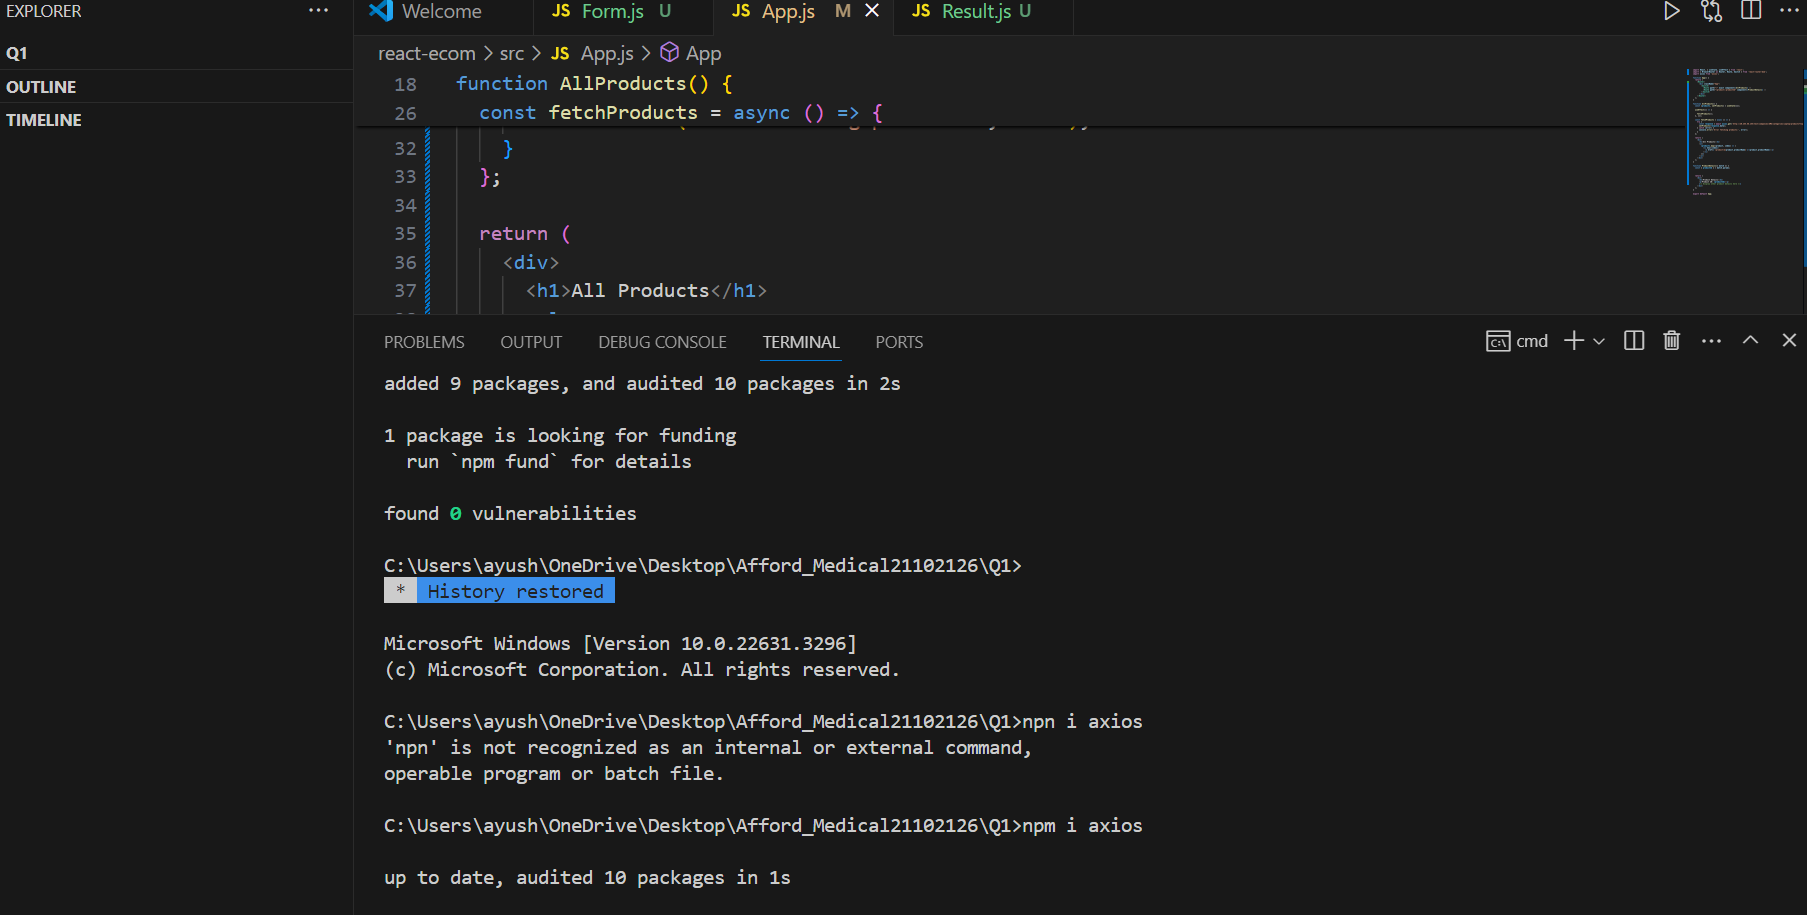 EXPLORER
Q1
OUTLINE
TIMELINE
Welcome
JS Form.js U
JS App.js M
JS Result.js U
react-ecom > src > JS App.js > App
18 function AllProducts() {
26 const fetchProducts = async () => {
32 }
33 };
34
35 return (
36 <div>
37 <h1>All Products</h1>
PROBLEMS OUTPUT DEBUG CONSOLE TERMINAL PORTS
cmd
added 9 packages, and audited 10 packages in 2s
1 package is looking for funding
run `npm fund` for details
found 0 vulnerabilities
C:\Users\ayush\OneDrive\Desktop\Afford_Medical21102126\Q1>
* History restored
Microsoft Windows [Version 10.0.22631.3296]
(c) Microsoft Corporation. All rights reserved.
C:\Users\ayush\OneDrive\Desktop\Afford_Medical21102126\Q1>npn i axios
'npn' is not recognized as an internal or external command,
operable program or batch file.
C:\Users\ayush\OneDrive\Desktop\Afford_Medical21102126\Q1>npm i axios
up to date, audited 10 packages in 1s